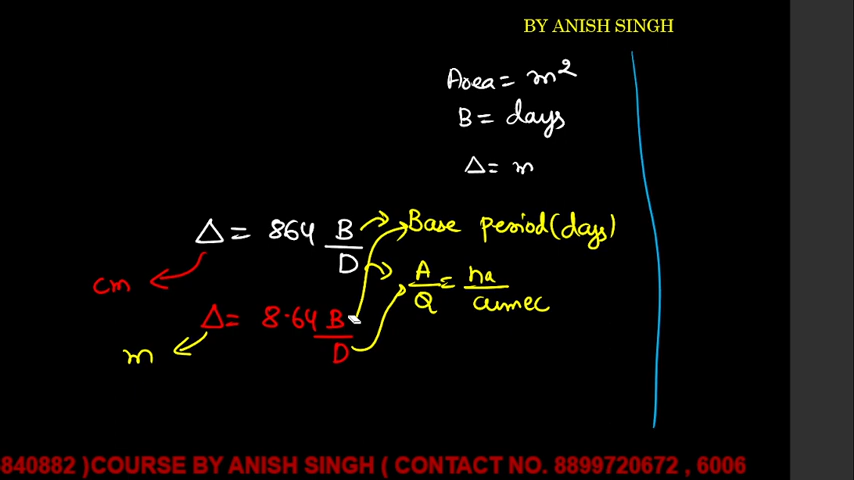 BY ANISH SINGH
Area = m²
B = days
Δ = m
Δ = 864 B/D
Base period (days)
A/Q = ha/cumec
cm
Δ = 8.64 B/D
m
840882 )COURSE BY ANISH SINGH ( CONTACT NO. 8899720672 , 6006